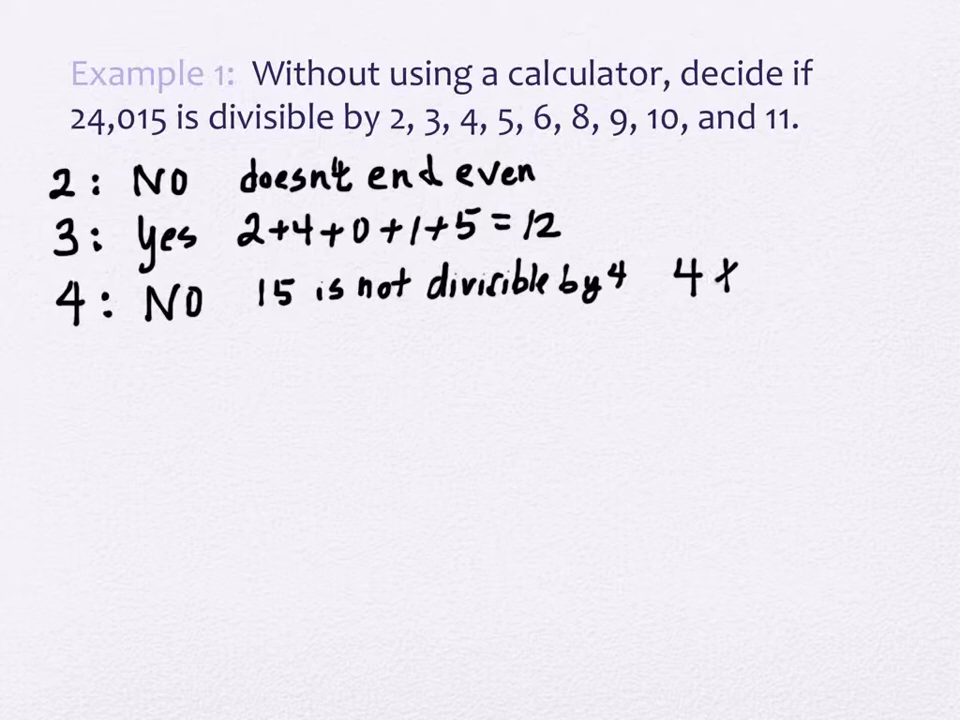 Example 1: Without using a calculator, decide if
24,015 is divisible by 2, 3, 4, 5, 6, 8, 9, 10, and 11.
2: NO doesn't end even
3: yes 2+4+0+1+5=12
4: NO 15 is not divisible by 4 4 x